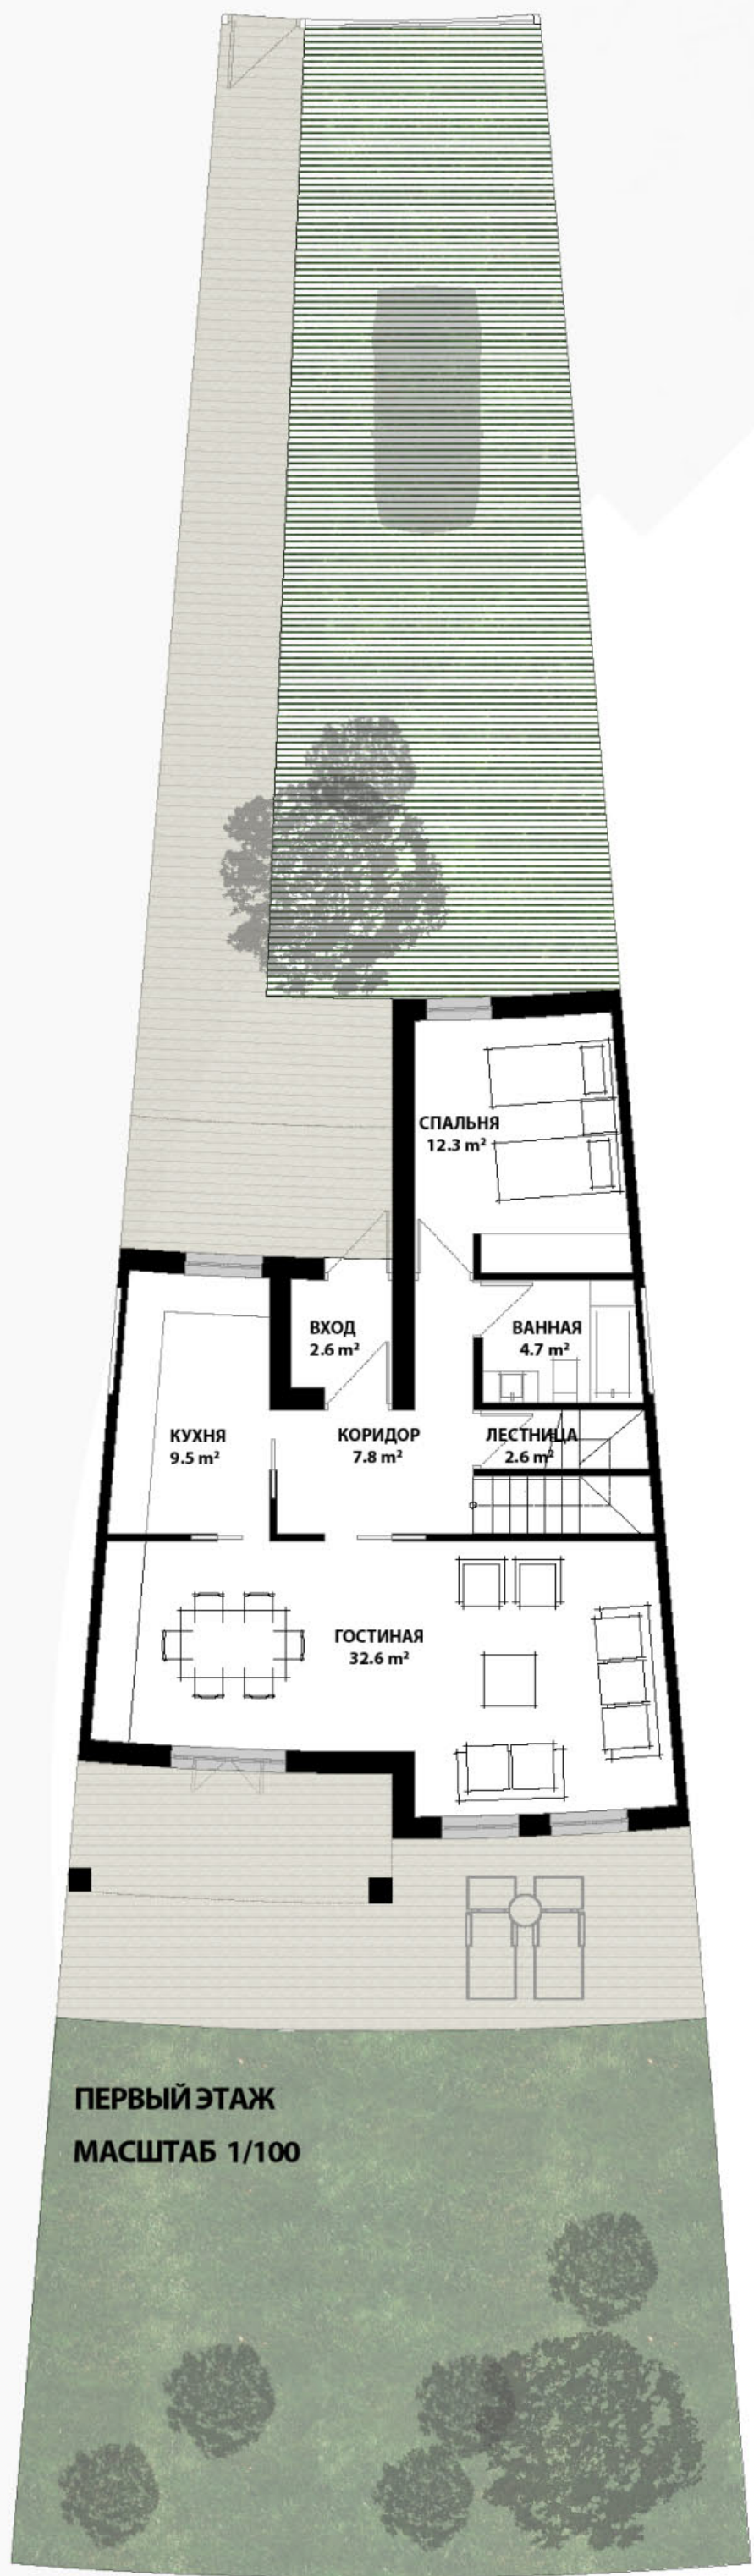 СПАЛЬНЯ
12.3 m²
ВХОД
2.6 m²
ВАННАЯ
4.7 m²
КУХНЯ
9.5 m²
КОРИДОР
7.8 m²
ЛЕСТНИЦА
2.6 m²
ГОСТИНАЯ
32.6 m²
ПЕРВЫЙ ЭТАЖ
МАСШТАБ 1/100